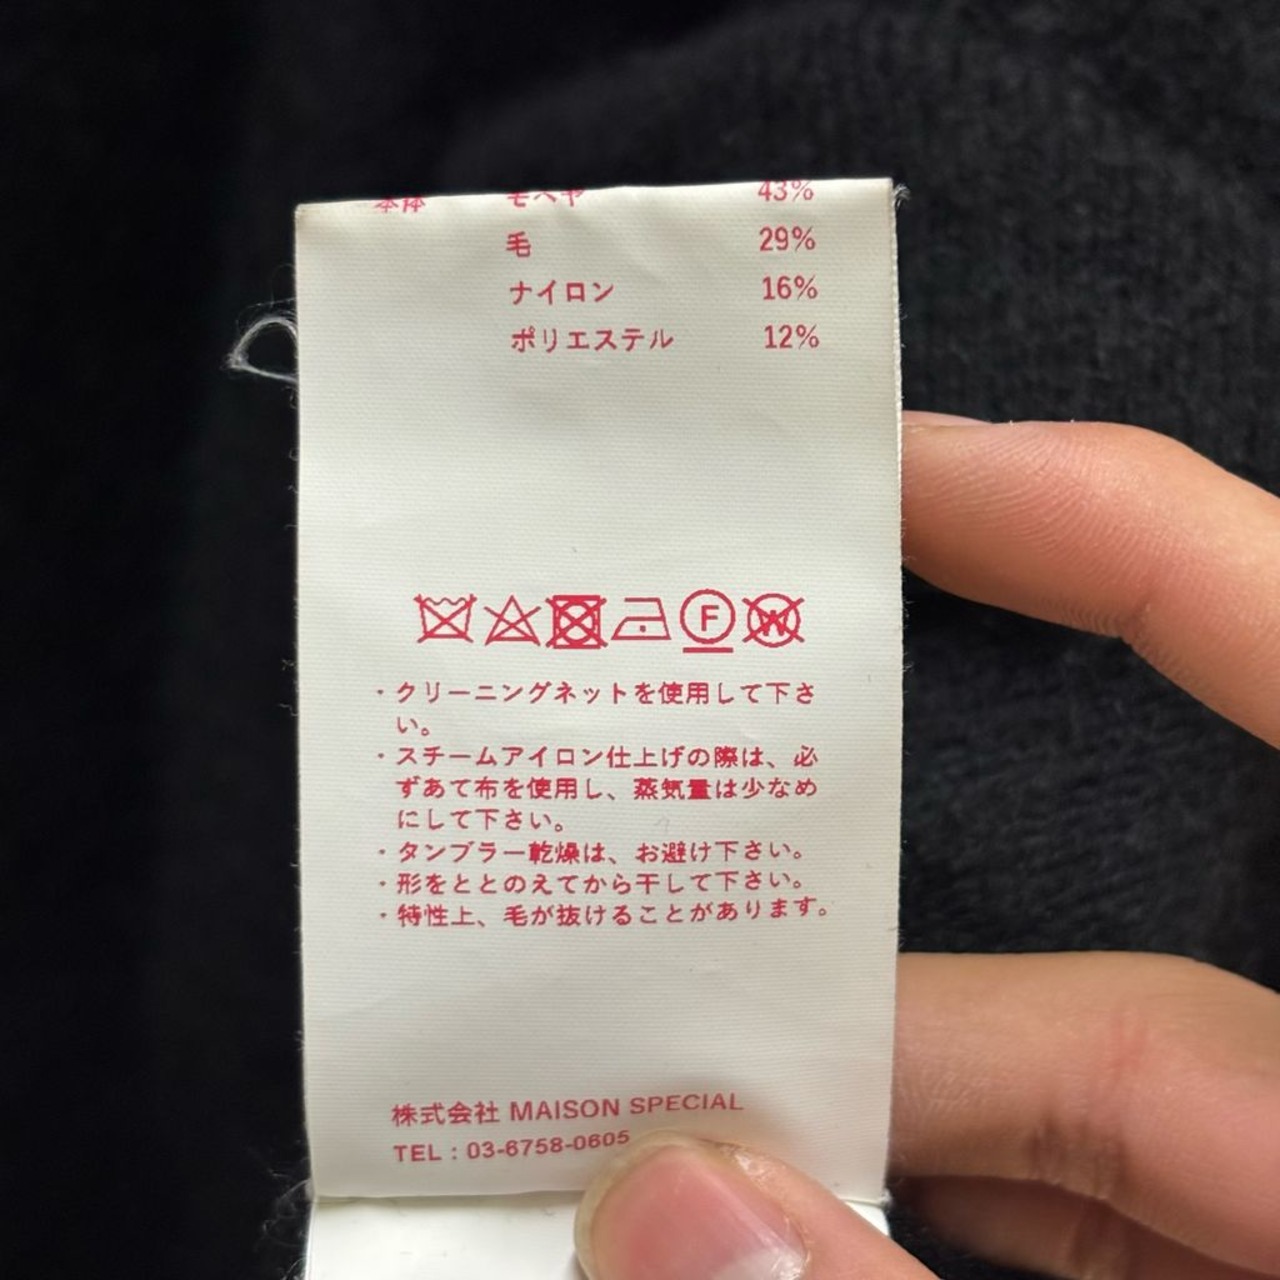 本体 モヘヤ 43%
毛 29%
ナイロン 16%
ポリエステル 12%
F W
・クリーニングネットを使用して下さ
い。
・スチームアイロン仕上げの際は、必
ずあて布を使用し、蒸気量は少なめ
にして下さい。
・タンブラー乾燥は、お避け下さい。
・形をととのえてから干して下さい。
・特性上、毛が抜けることがあります。
株式会社 MAISON SPECIAL
TEL : 03-6758-0605